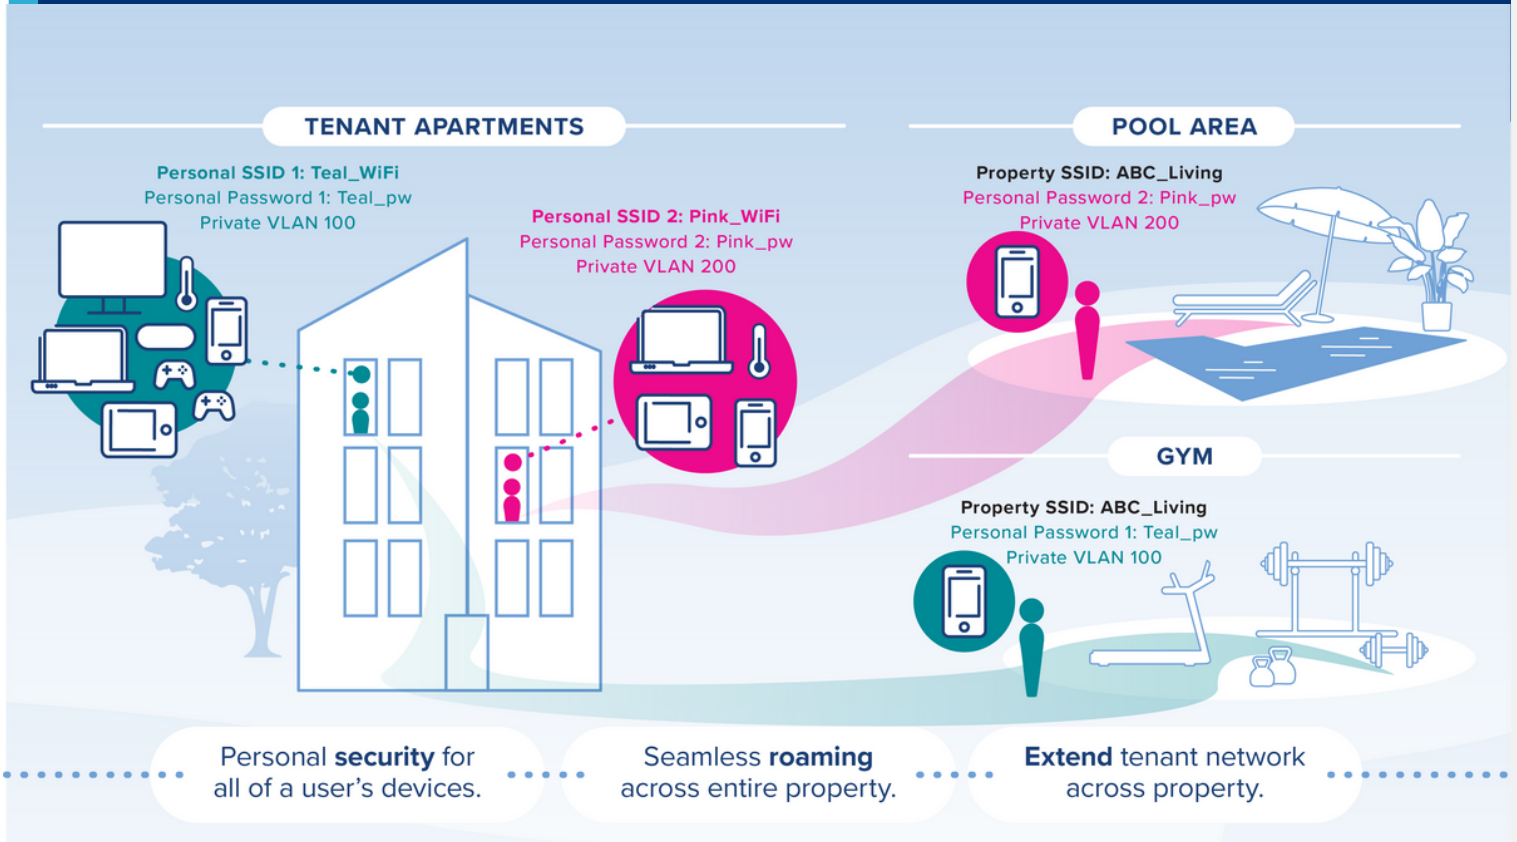 TENANT APARTMENTS
Personal SSID 1: Teal_WiFi
Personal Password 1: Teal_pw
Private VLAN 100
Personal SSID 2: Pink_WiFi
Personal Password 2: Pink_pw
Private VLAN 200
POOL AREA
Property SSID: ABC_Living
Personal Password 2: Pink_pw
Private VLAN 200
GYM
Property SSID: ABC_Living
Personal Password 1: Teal_pw
Private VLAN 100
Personal security for
all of a user's devices.
Seamless roaming
across entire property.
Extend tenant network
across property.